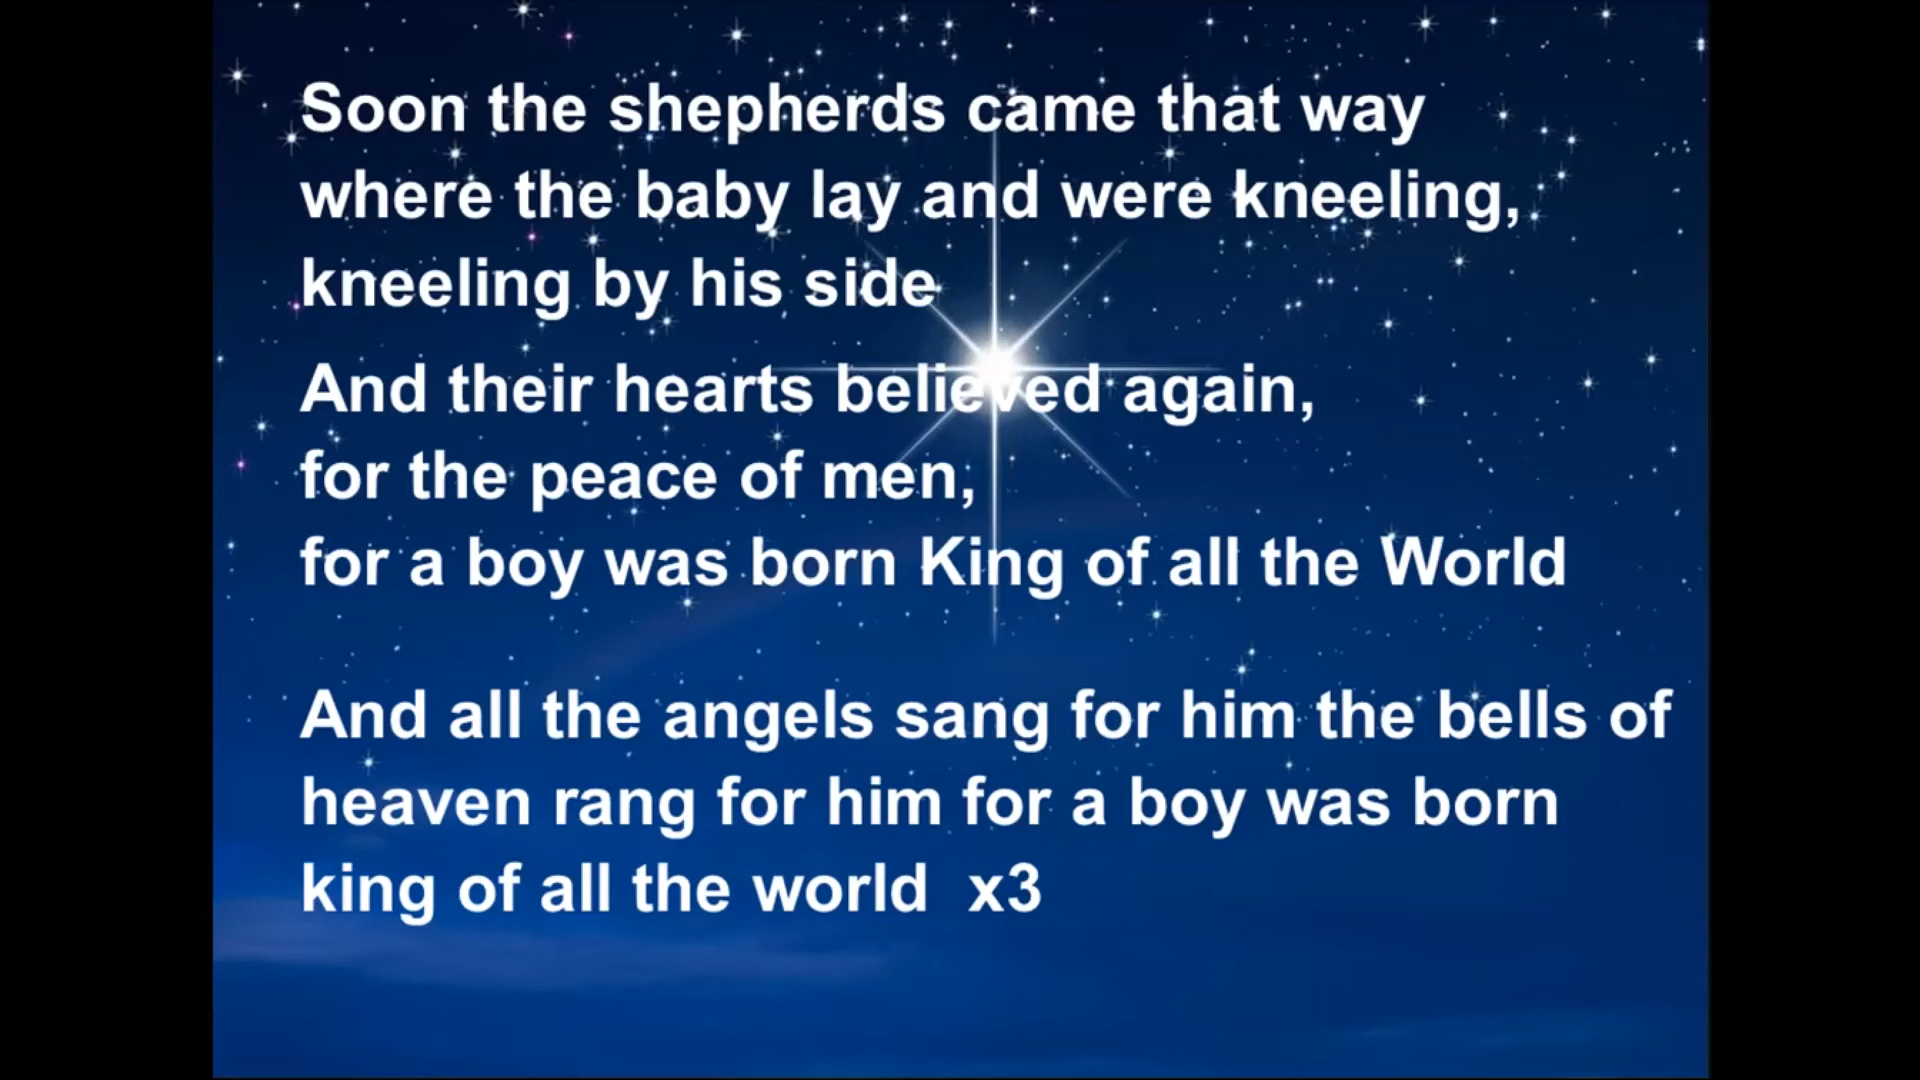 Soon the shepherds came that way
where the baby lay and were kneeling,
kneeling by his side
And their hearts believed again,
for the peace of men,
for a boy was born King of all the World
And all the angels sang for him the bells of
heaven rang for him for a boy was born
king of all the world  x3